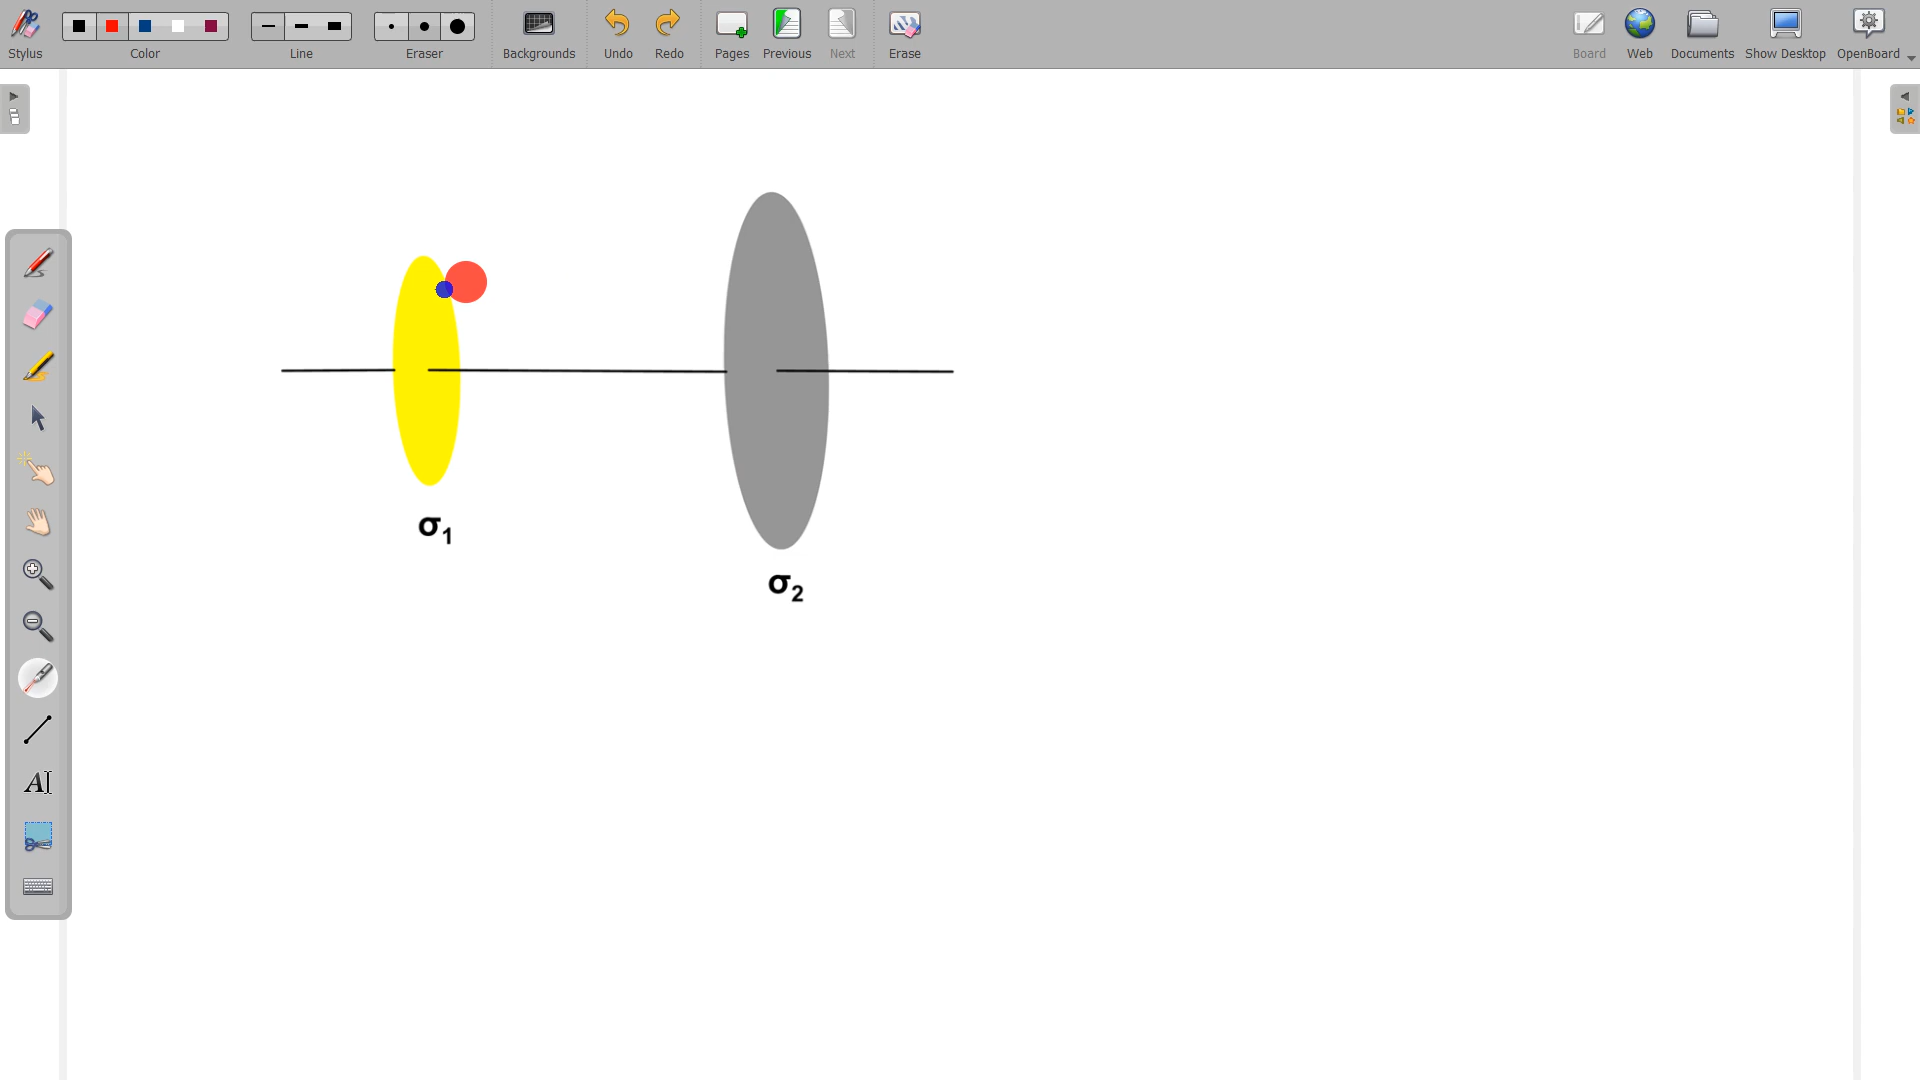 Stylus
Color
Line
Eraser
Backgrounds
Undo
Redo
Pages
Previous
Next
Erase
Board
Web
Documents
Show Desktop
OpenBoard
AI
σ₁
σ₂